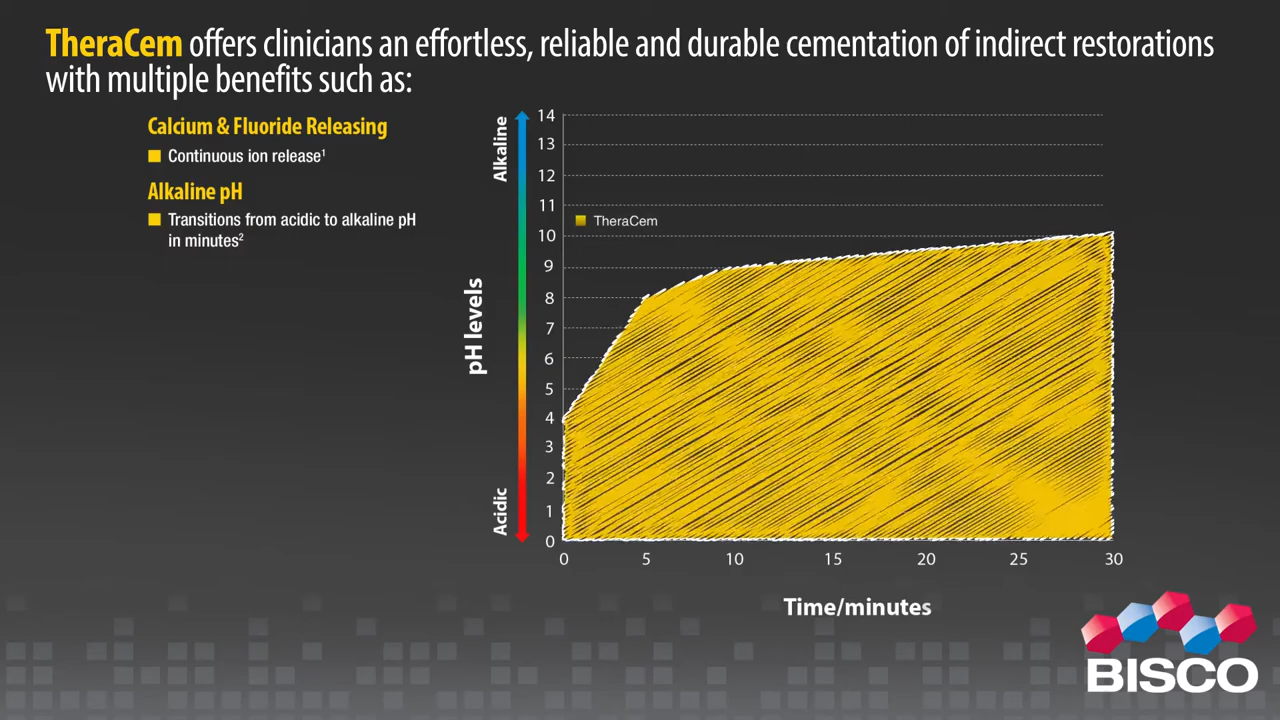 TheraCem offers clinicians an effortless, reliable and durable cementation of indirect restorations
with multiple benefits such as:
Calcium & Fluoride Releasing
Continuous ion release¹
Alkaline pH
Transitions from acidic to alkaline pH
in minutes²
Alkaline
pH levels
Acidic
14
13
12
11
10
9
8
7
6
5
4
3
2
1
0
TheraCem
0 5 10 15 20 25 30
Time/minutes
BISCO